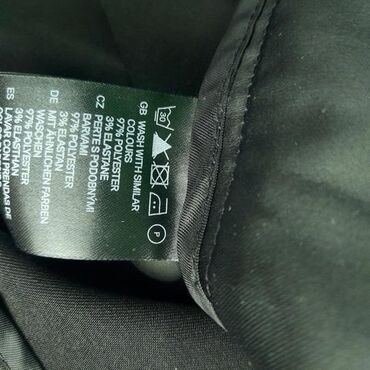 30
P
GB WASH WITH SIMILAR
COLOURS
97% POLYESTER
3% ELASTANE
CZ PERTE S PODOBNÝMI
BARVAMI
97% POLYESTER
3% ELASTAN
DE MIT ÄHNLICHEN FARBEN
WASCHEN
97% POLYESTER
3% ELASTHAN
ES LAVAR CON PRENDAS DE